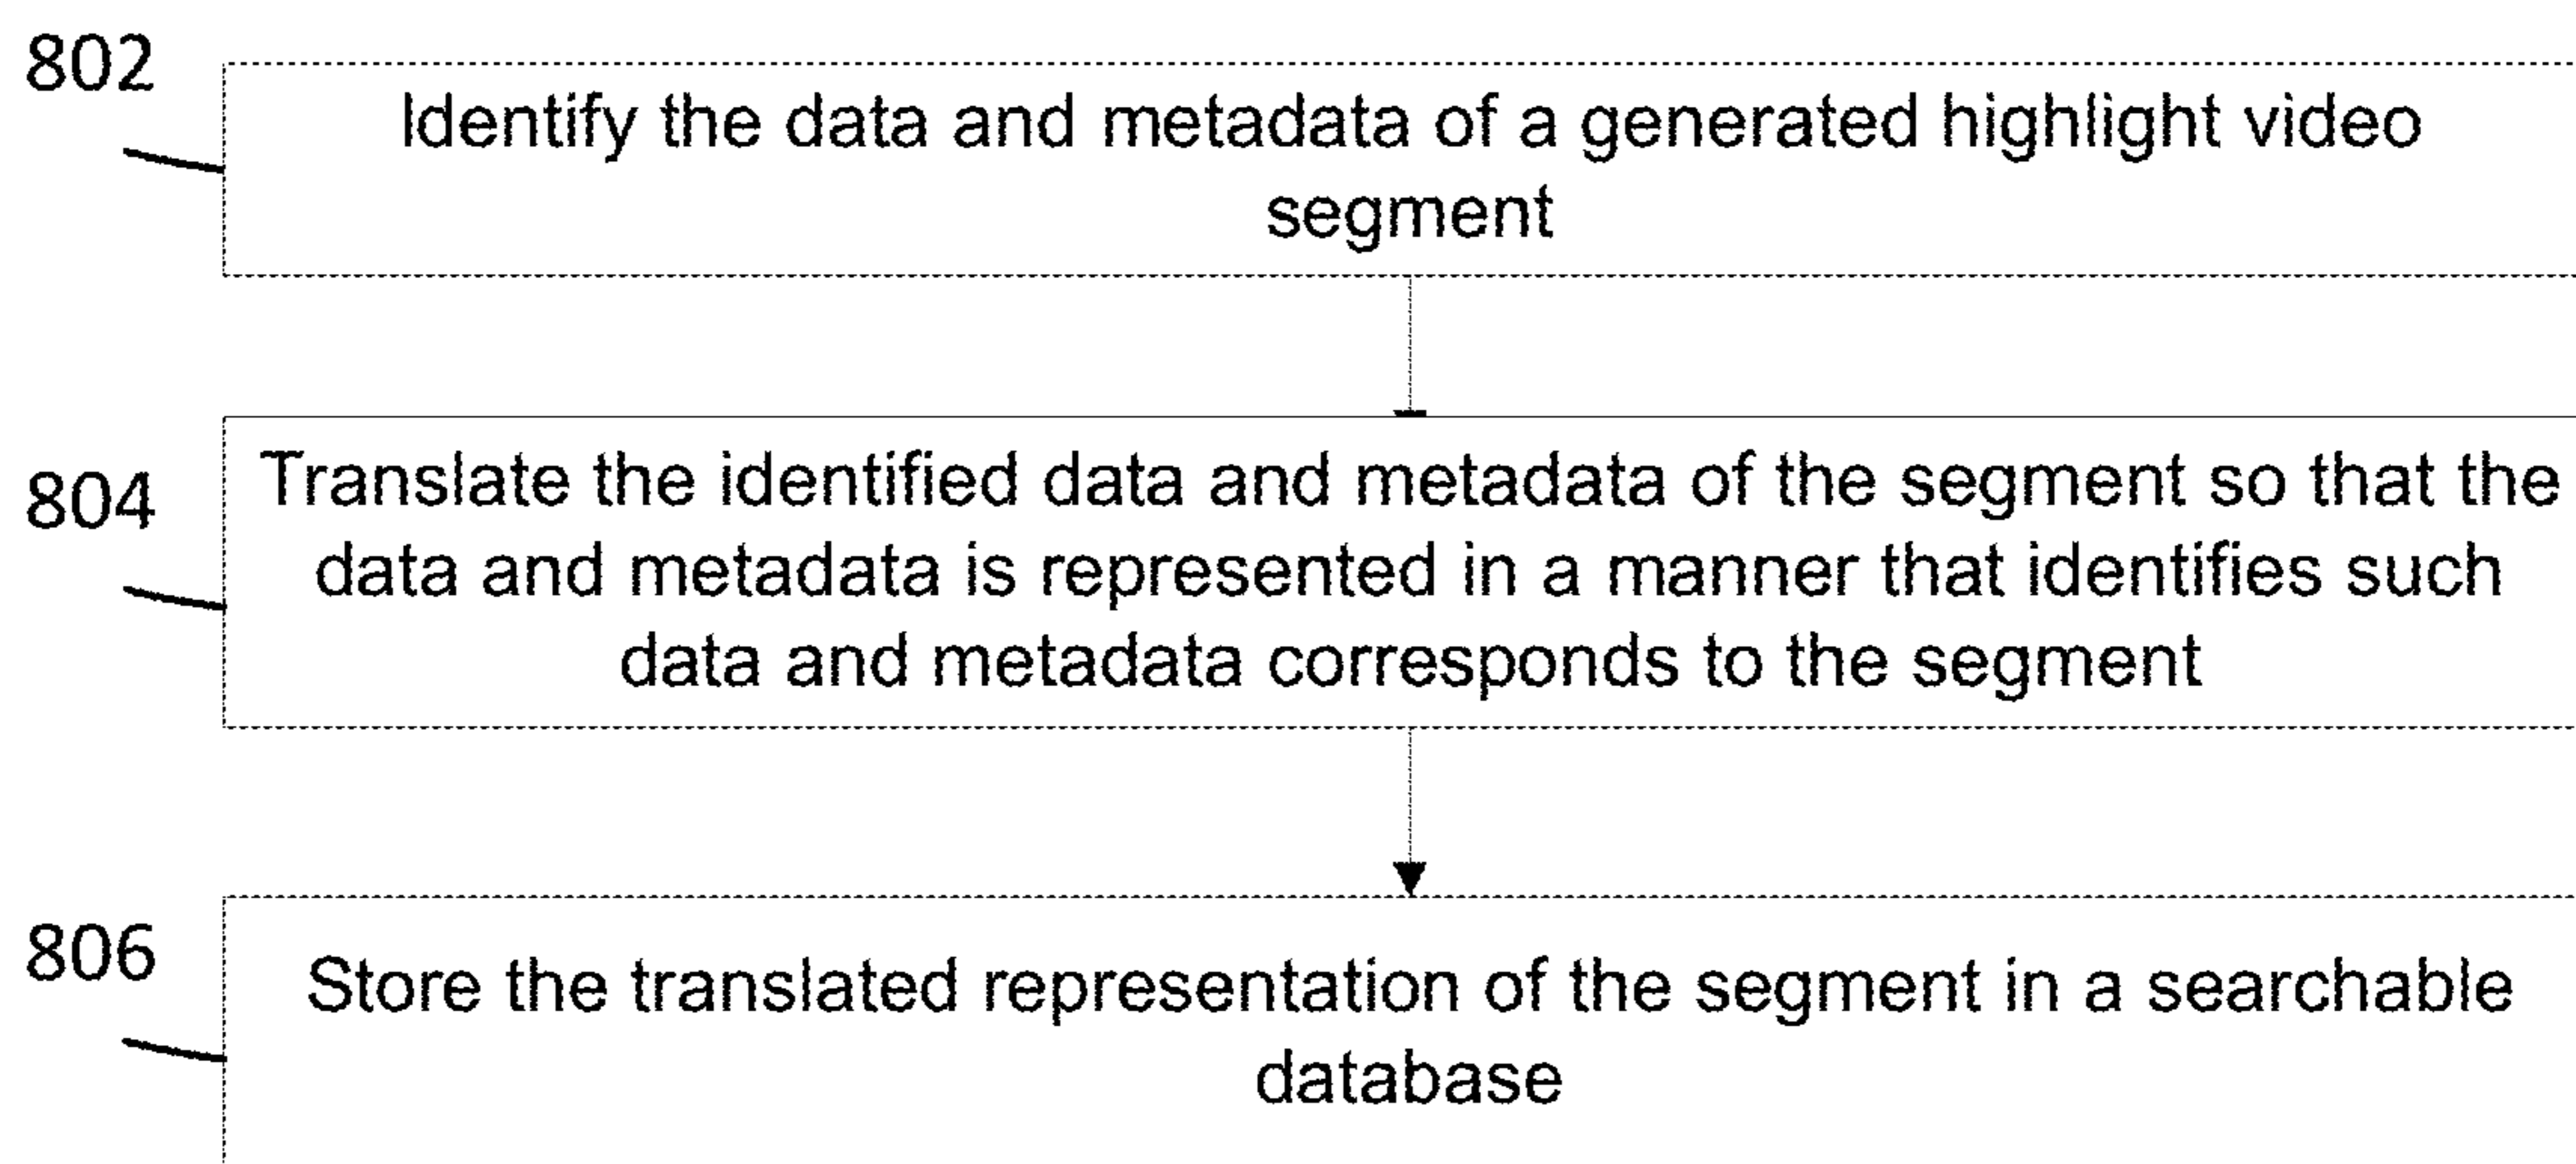 802
Identify the data and metadata of a generated highlight video
segment
804
Translate the identified data and metadata of the segment so that the
data and metadata is represented in a manner that identifies such
data and metadata corresponds to the segment
806
Store the translated representation of the segment in a searchable
database